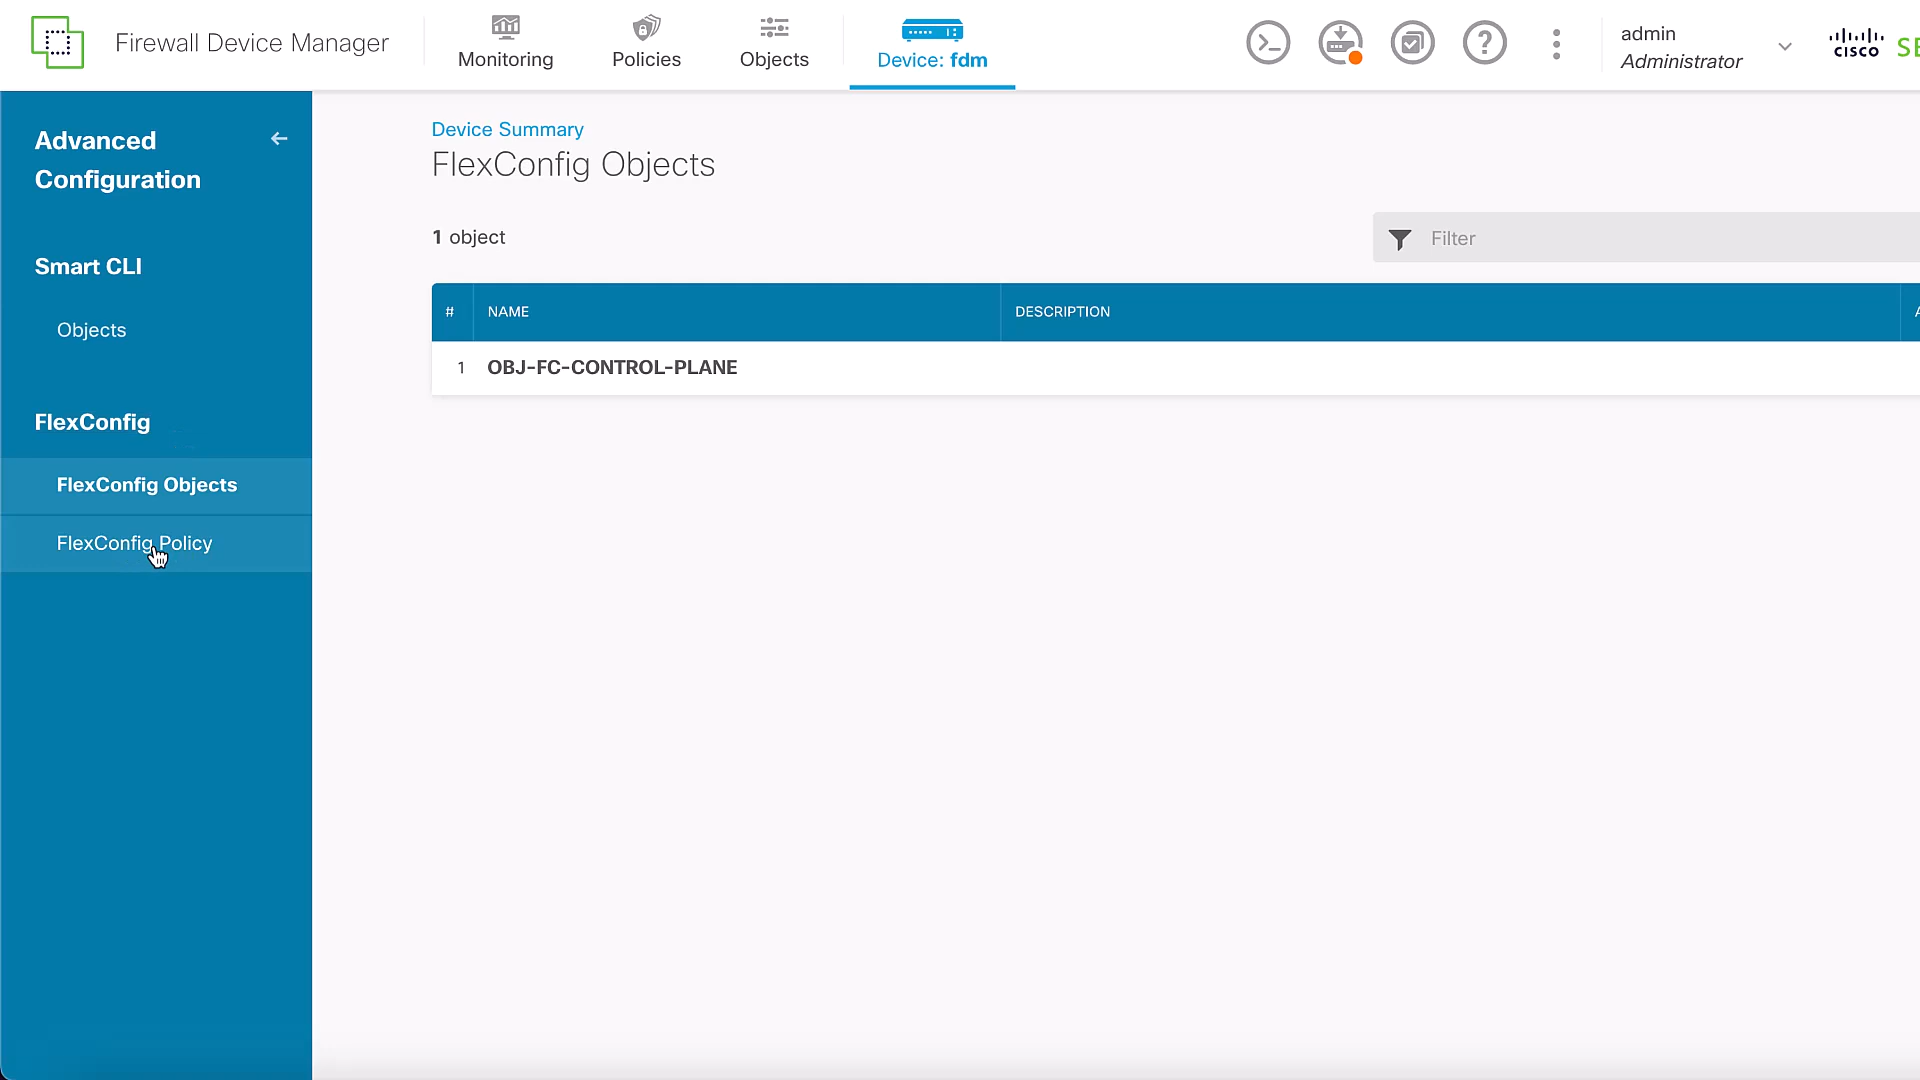 Firewall Device Manager
Monitoring
Policies
Objects
Device: fdm
admin
Administrator
CISCO
SE
Advanced
Configuration
Smart CLI
Objects
FlexConfig
FlexConfig Objects
FlexConfig Policy
Device Summary
FlexConfig Objects
1 object
Filter
# NAME DESCRIPTION A
1 OBJ-FC-CONTROL-PLANE